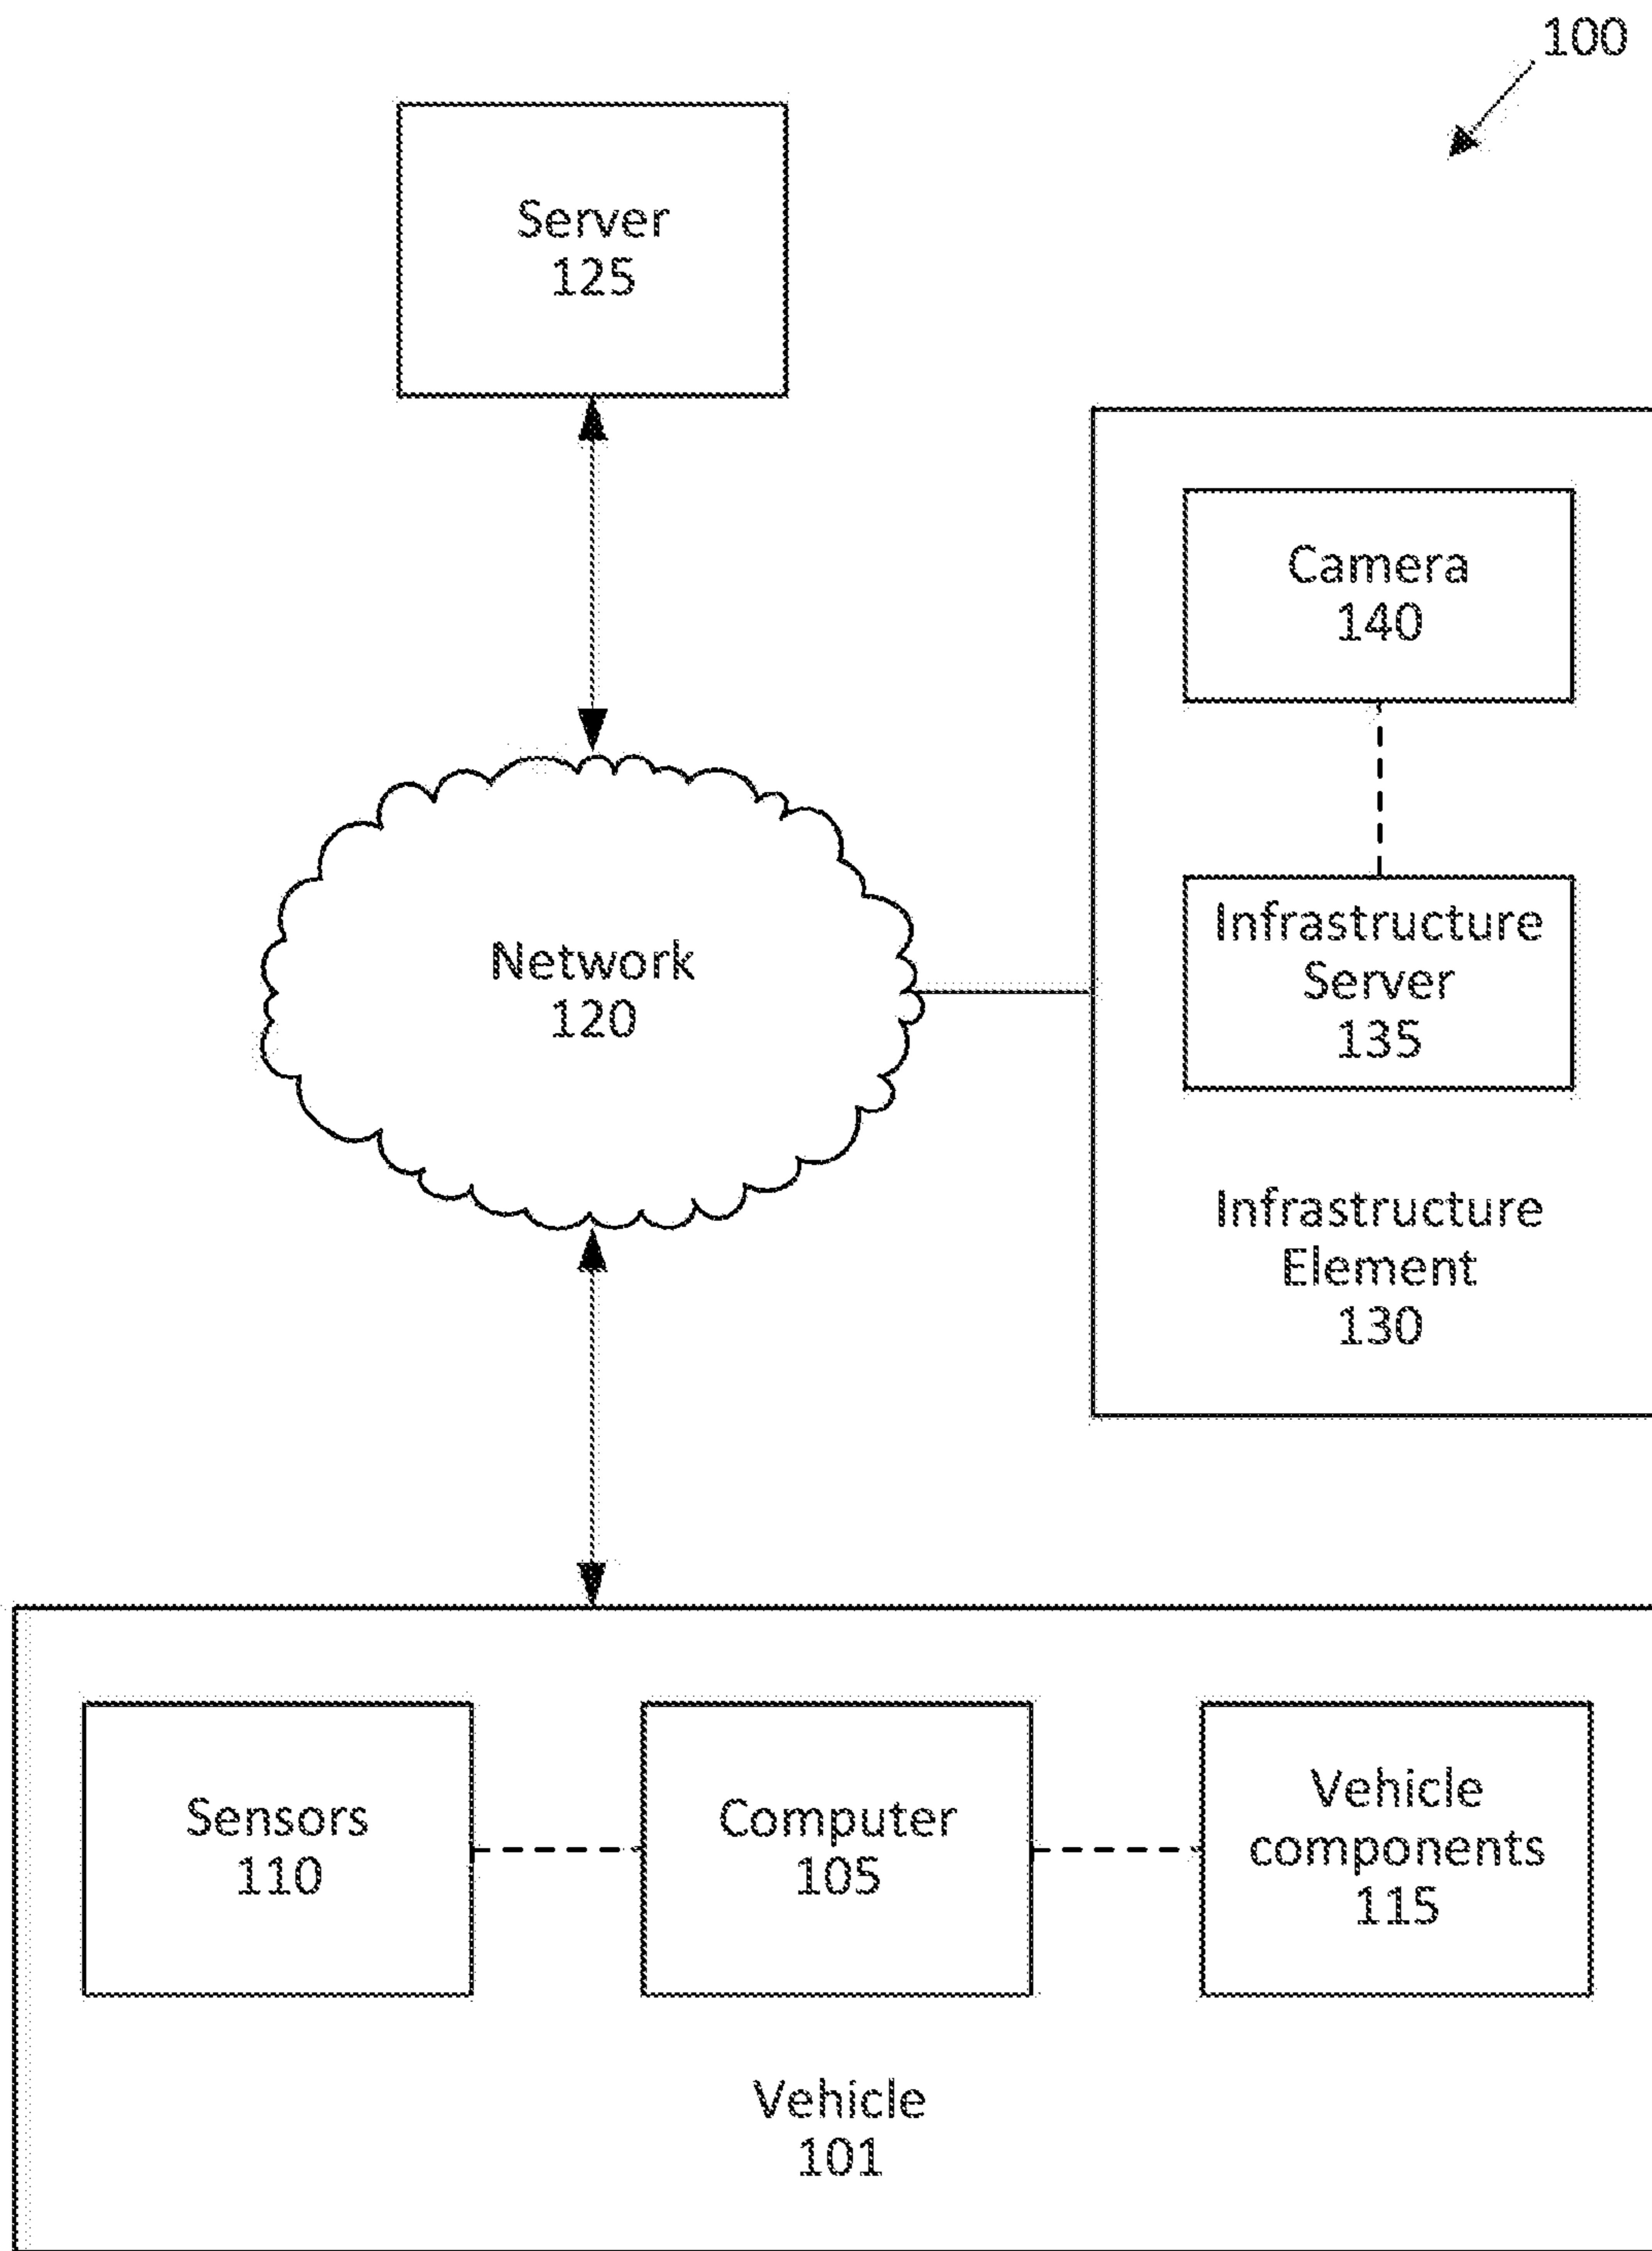 100
Server
125
Camera
140
Infrastructure
Server
135
Network
120
Infrastructure
Element
130
Sensors
110
Computer
105
Vehicle
components
115
Vehicle
101